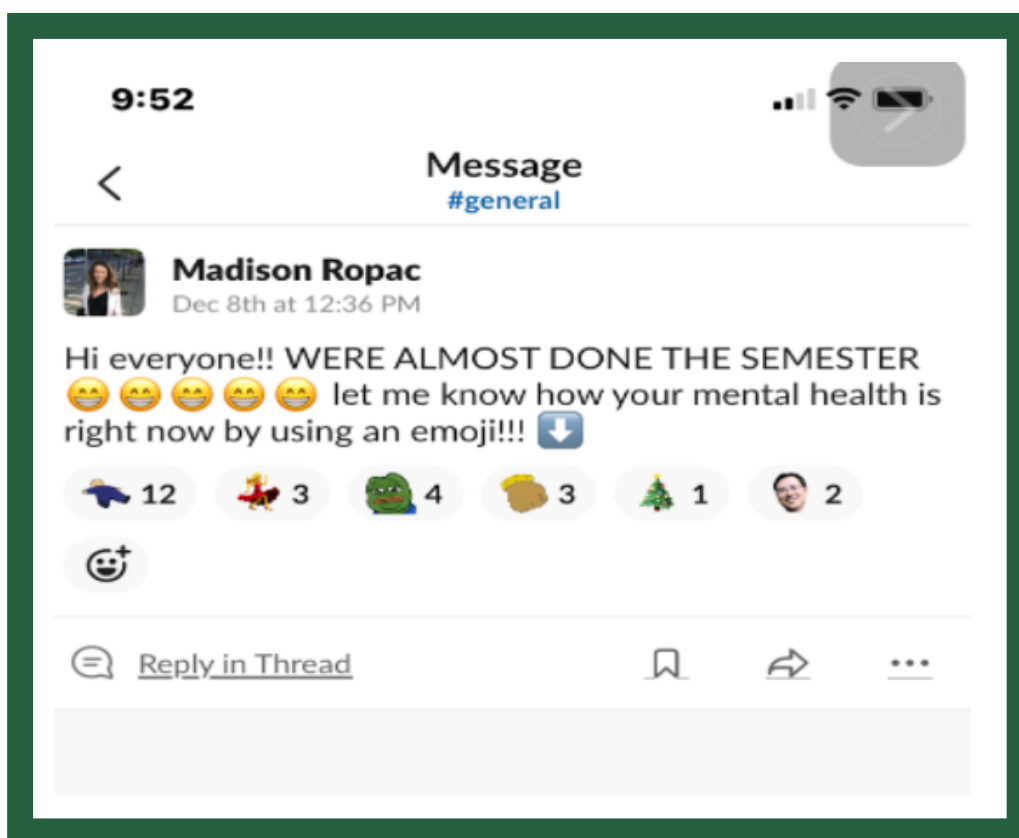 9:52
Message
#general
Madison Ropac
Dec 8th at 12:36 PM
Hi everyone!! WERE ALMOST DONE THE SEMESTER
😁 😁 😁 😁 😁 let me know how your mental health is
right now by using an emoji!!! ⬇️
12 3 4 3 🎄 1 2
Reply in Thread